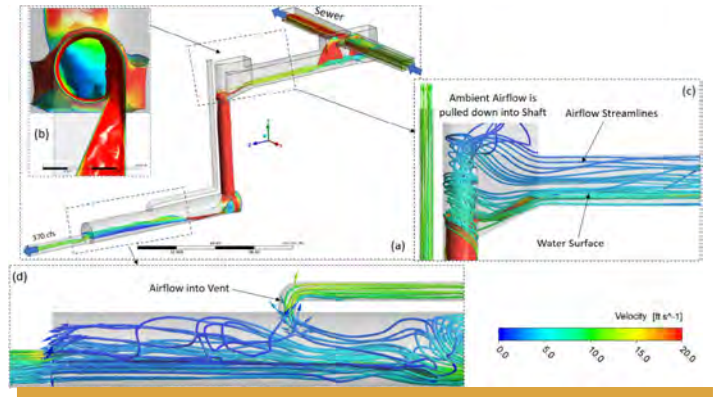 Sewer
(b)
370 cfs
(a)
(c)
Ambient Airflow is
pulled down into Shaft
Airflow Streamlines
Water Surface
(d)
Airflow into Vent
Velocity [ft s^-1]
0.0
5.0
10.0
15.0
20.0